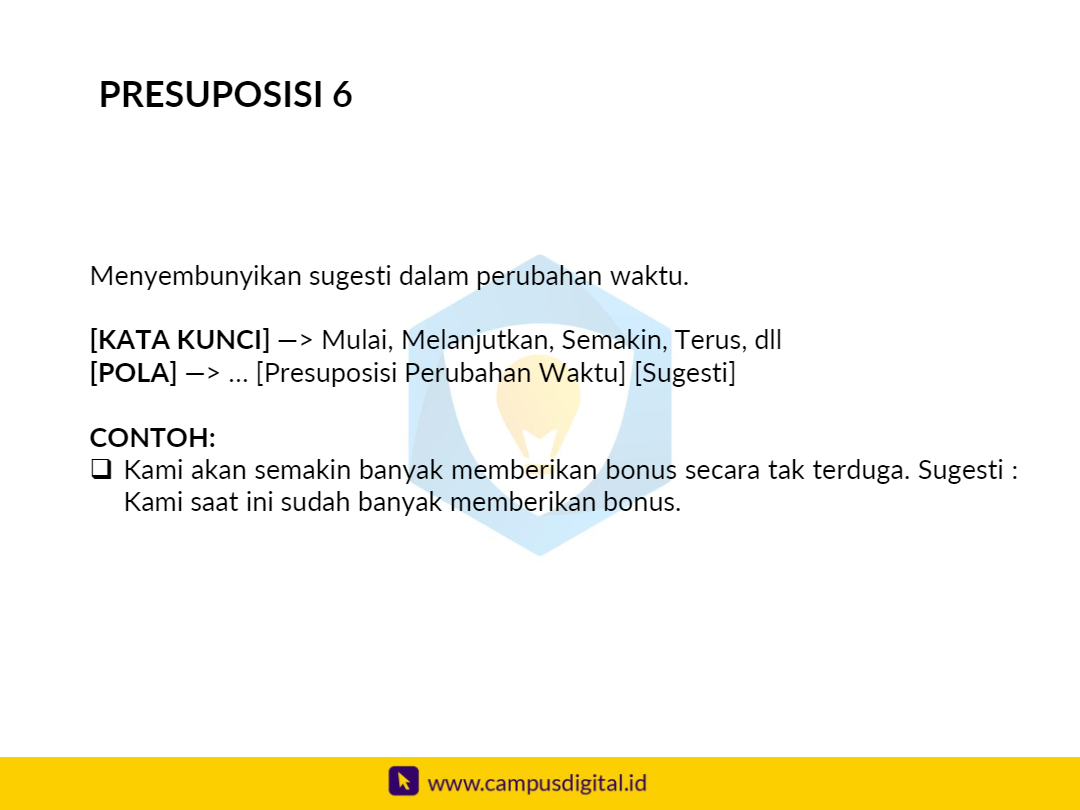 PRESUPOSISI 6
Menyembunyikan sugesti dalam perubahan waktu.
[KATA KUNCI] —> Mulai, Melanjutkan, Semakin, Terus, dll
[POLA] —> ... [Presuposisi Perubahan Waktu] [Sugesti]
CONTOH:
❑ Kami akan semakin banyak memberikan bonus secara tak terduga. Sugesti :
Kami saat ini sudah banyak memberikan bonus.
www.campusdigital.id